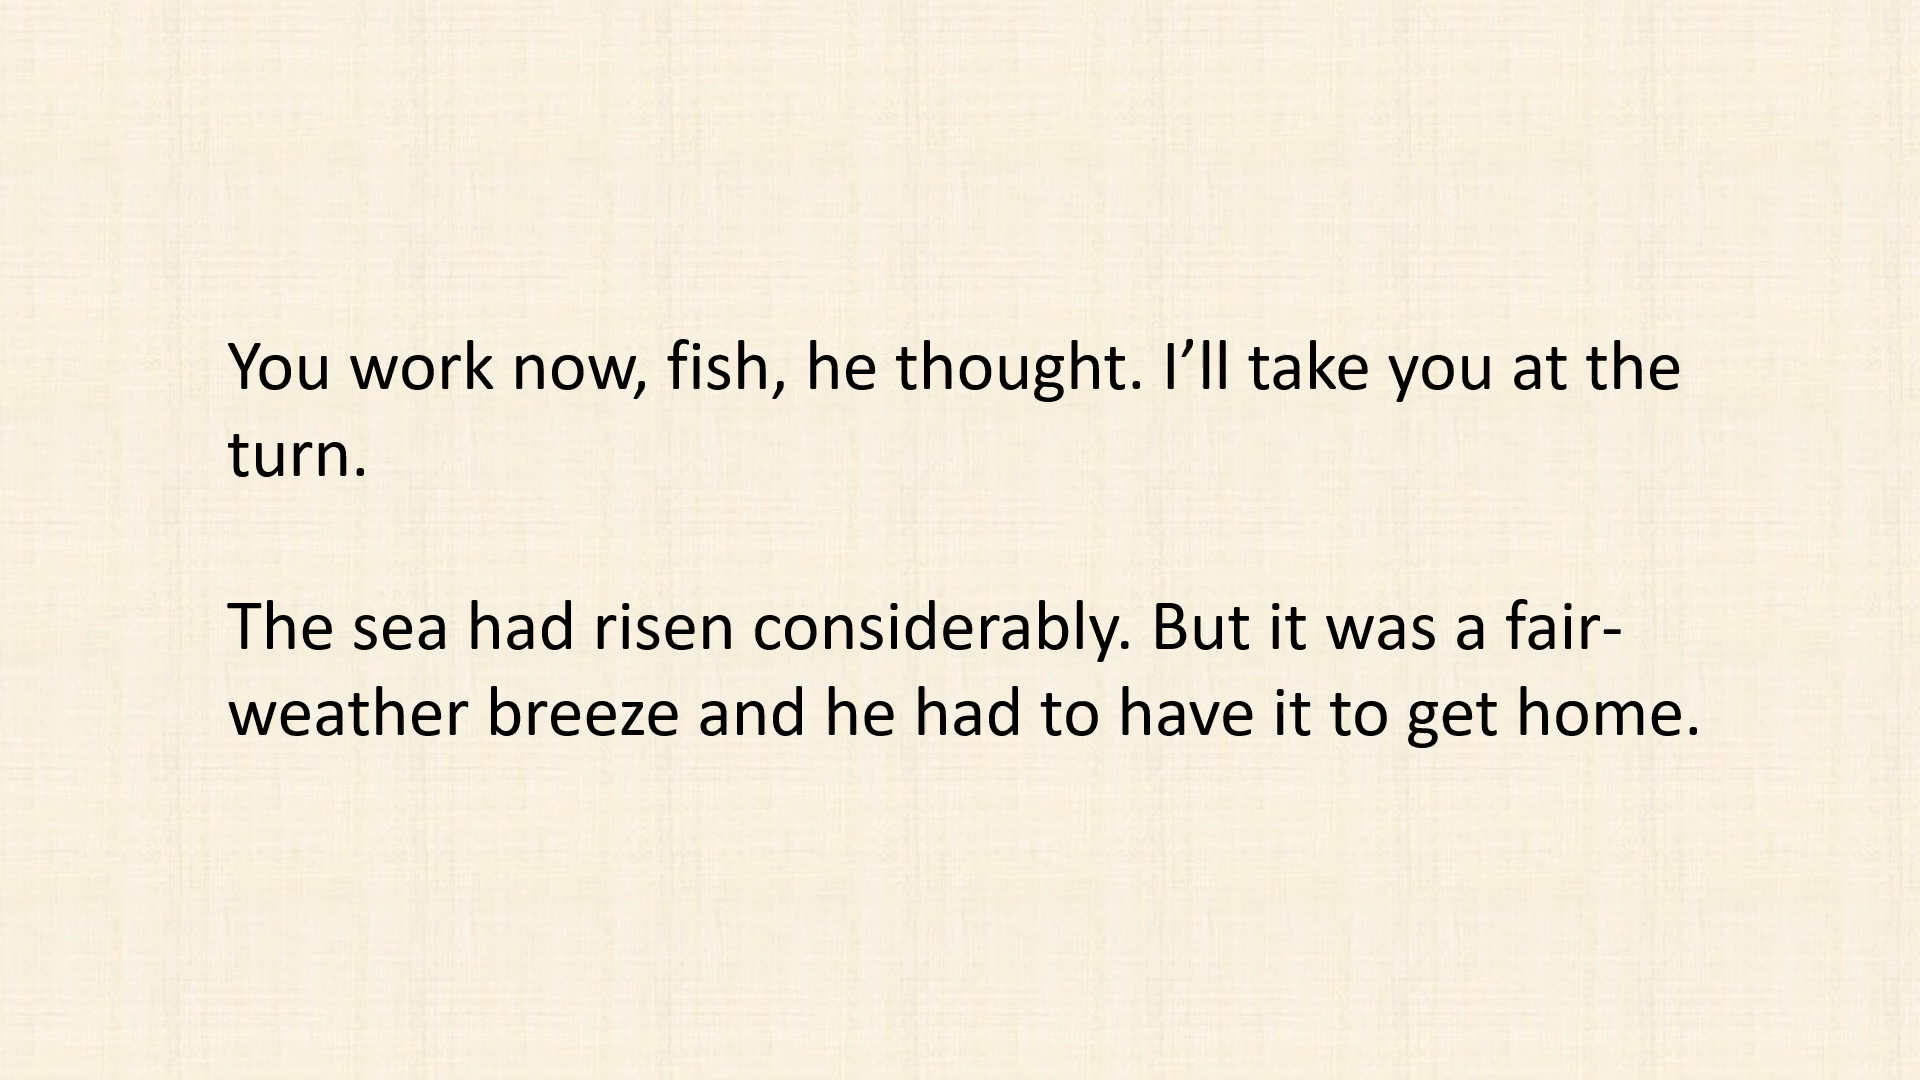 You work now, fish, he thought. I’ll take you at the
turn.
The sea had risen considerably. But it was a fair-
weather breeze and he had to have it to get home.